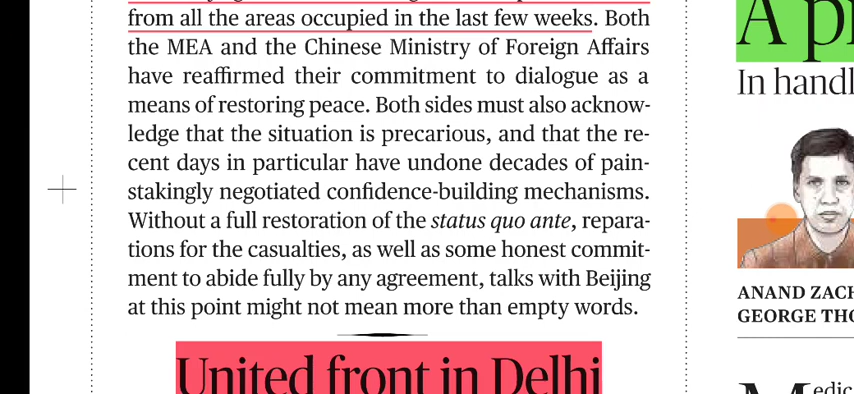 from all the areas occupied in the last few weeks. Both
the MEA and the Chinese Ministry of Foreign Affairs
have reaffirmed their commitment to dialogue as a
means of restoring peace. Both sides must also acknow-
ledge that the situation is precarious, and that the re-
cent days in particular have undone decades of pain-
stakingly negotiated confidence-building mechanisms.
Without a full restoration of the status quo ante, repara-
tions for the casualties, as well as some honest commit-
ment to abide fully by any agreement, talks with Beijing
at this point might not mean more than empty words.
United front in Delhi
A p
In handl
ANAND ZACH
GEORGE THO
Medic